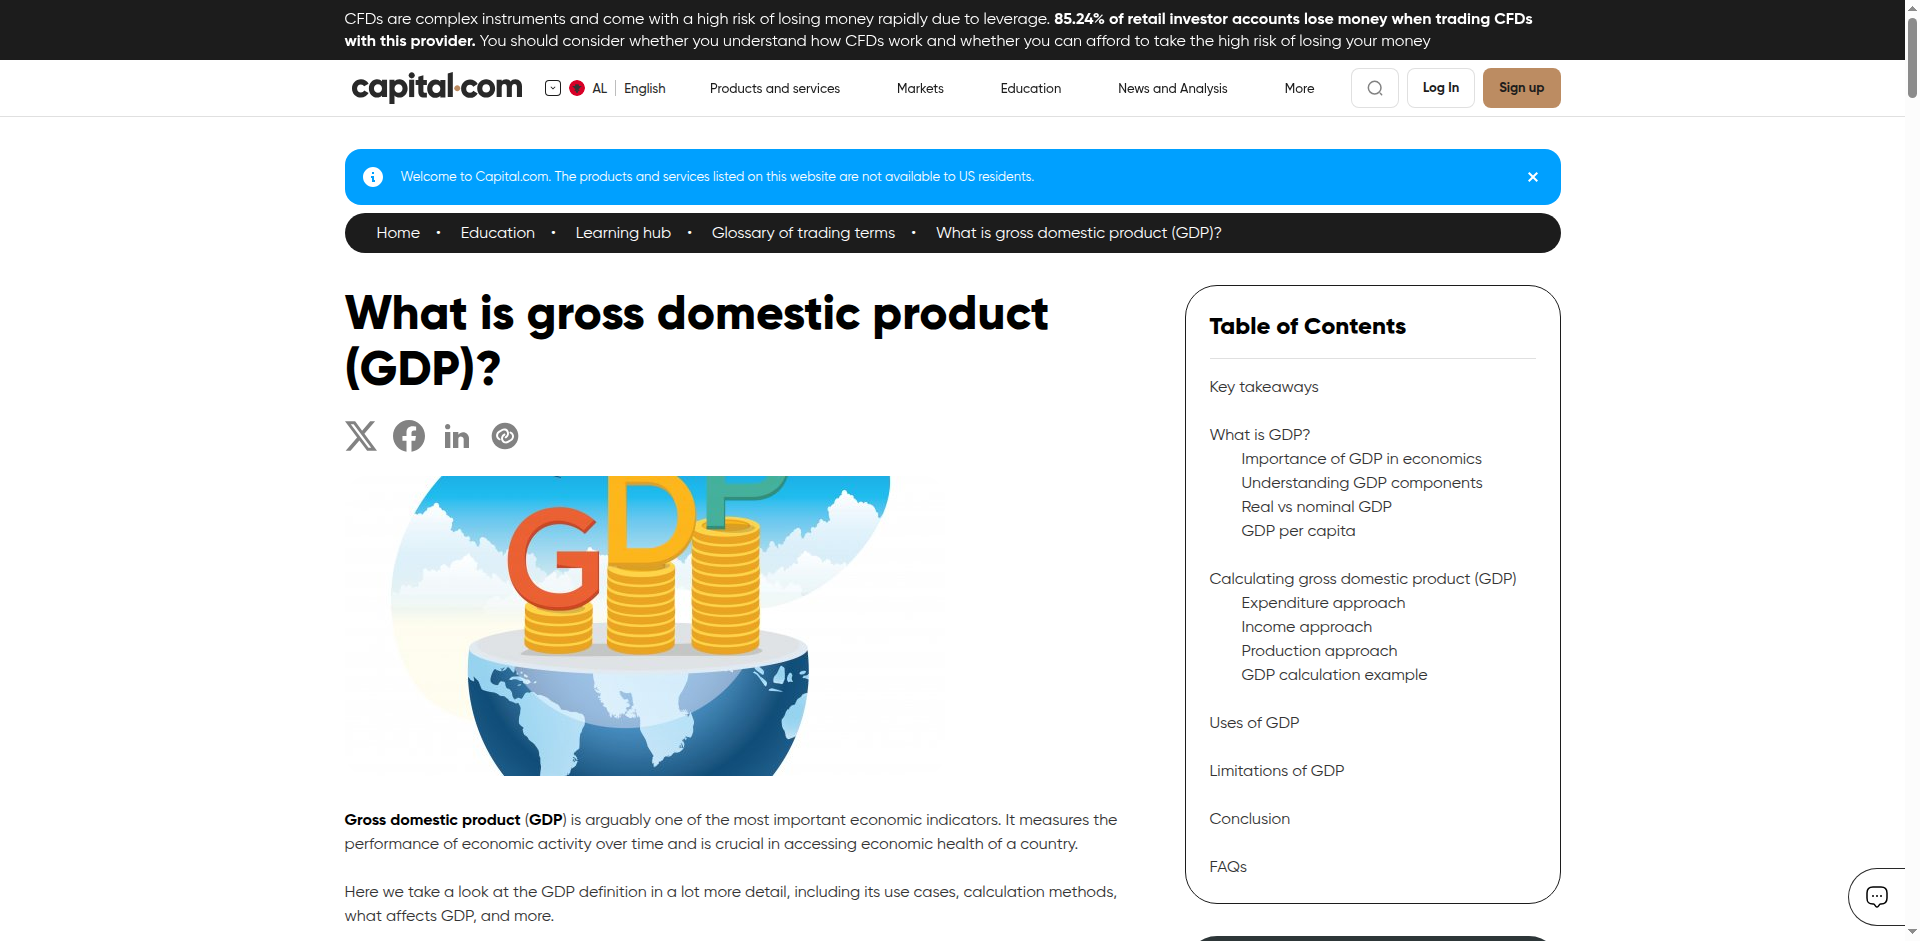 CFDs are complex instruments and come with a high risk of losing money rapidly due to leverage. 85.24% of retail investor accounts lose money when trading CFDs
with this provider. You should consider whether you understand how CFDs work and whether you can afford to take the high risk of losing your money
capital.com
AL English
Products and services
Markets
Education
News and Analysis
More
Log In
Sign up
Welcome to Capital.com. The products and services listed on this website are not available to US residents.
Home • Education • Learning hub • Glossary of trading terms • What is gross domestic product (GDP)?
What is gross domestic product
(GDP)?
GDP
Gross domestic product (GDP) is arguably one of the most important economic indicators. It measures the
performance of economic activity over time and is crucial in accessing economic health of a country.
Here we take a look at the GDP definition in a lot more detail, including its use cases, calculation methods,
what affects GDP, and more.
Table of Contents
Key takeaways
What is GDP?
Importance of GDP in economics
Understanding GDP components
Real vs nominal GDP
GDP per capita
Calculating gross domestic product (GDP)
Expenditure approach
Income approach
Production approach
GDP calculation example
Uses of GDP
Limitations of GDP
Conclusion
FAQs